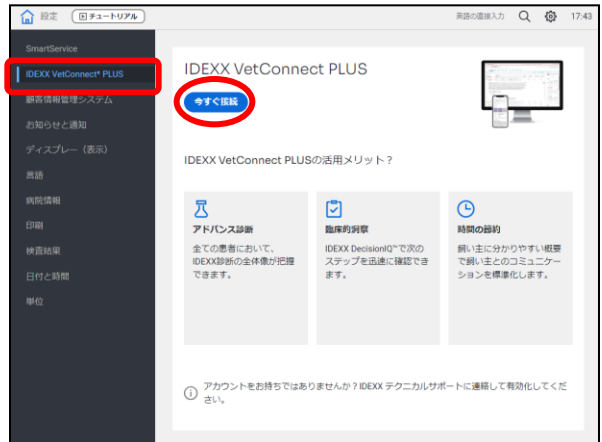 設定 チュートリアル 英語の直接入力 17:43
SmartService
IDEXX VetConnect* PLUS
顧客情報管理システム
お知らせと通知
ディスプレー（表示）
言語
病院情報
印刷
検査結果
日付と時間
単位
IDEXX VetConnect PLUS
今すぐ接続
IDEXX VetConnect PLUSの活用メリット？
アドバンス診断
全ての患者において、
IDEXX診断の全体像が把握
できます。
臨床的洞察
IDEXX DecisionIQ™で次の
ステップを迅速に確認でき
ます。
時間の節約
飼い主に分かりやすい概要
で飼い主とのコミュニケー
ションを標準化します。
アカウントをお持ちではありませんか？IDEXX テクニカルサポートに連絡して有効化してくだ
さい。